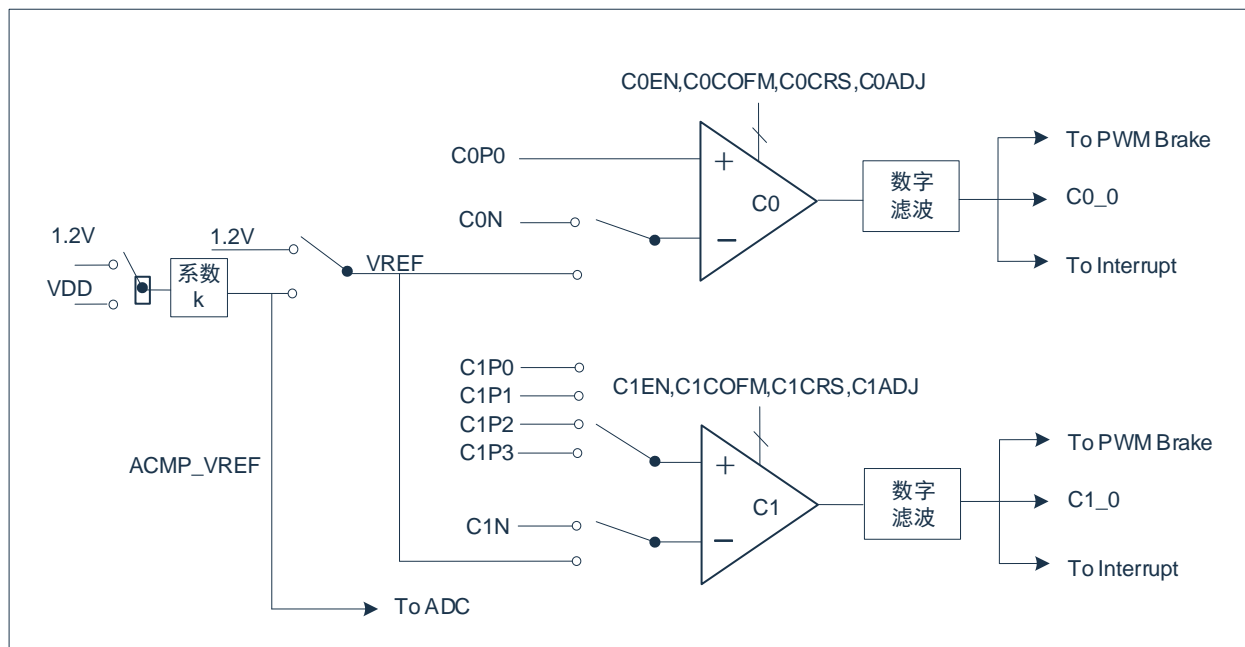 C0EN,C0COFM,C0CRS,C0ADJ
C0P0
+
C0
−
C0N
数字
滤波
To PWM Brake
C0_0
To Interrupt
1.2V
VDD
系数
k
1.2V
VREF
C1P0
C1P1
C1P2
C1P3
C1EN,C1COFM,C1CRS,C1ADJ
+
C1
−
C1N
数字
滤波
To PWM Brake
C1_0
To Interrupt
ACMP_VREF
To ADC